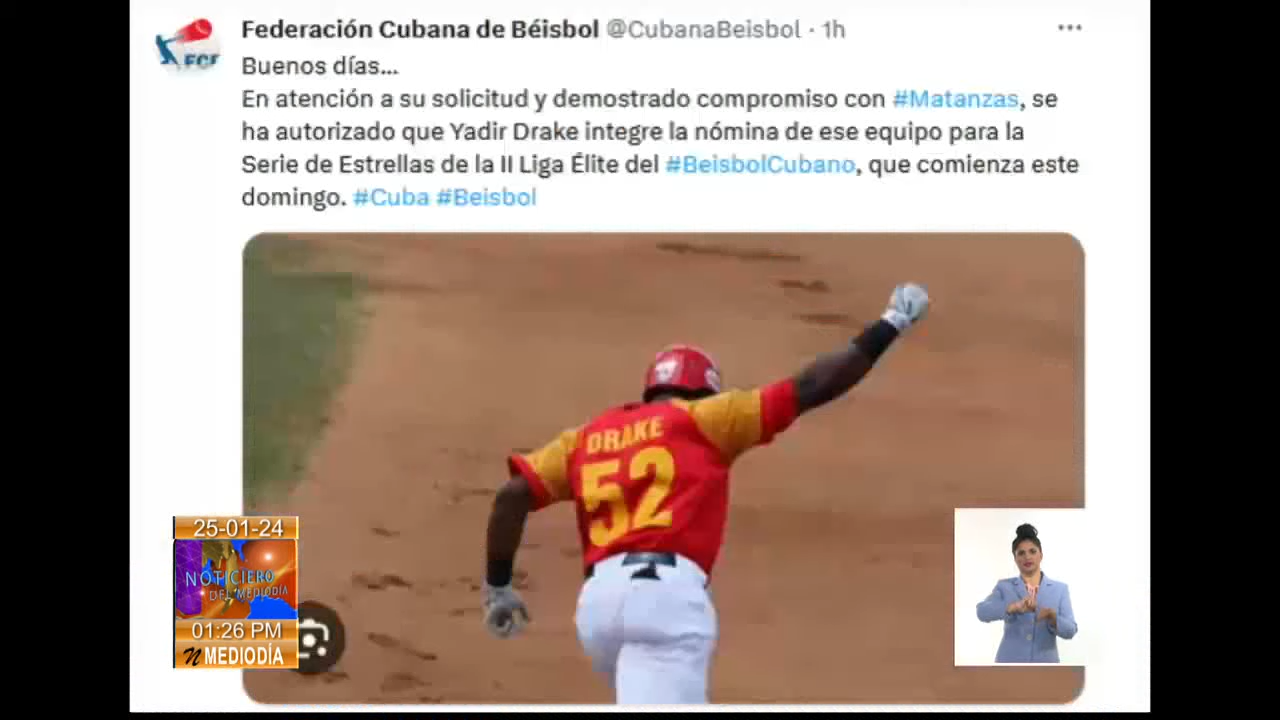 Federación Cubana de Béisbol @CubanaBeisbol · 1h
Buenos días...
En atención a su solicitud y demostrado compromiso con #Matanzas, se
ha autorizado que Yadir Drake integre la nómina de ese equipo para la
Serie de Estrellas de la II Liga Élite del #BeisbolCubano, que comienza este
domingo. #Cuba #Beisbol
DRAKE
52
25-01-24
NOTICIERO
DEL MEDIODÍA
01:26 PM
MEDIODÍA